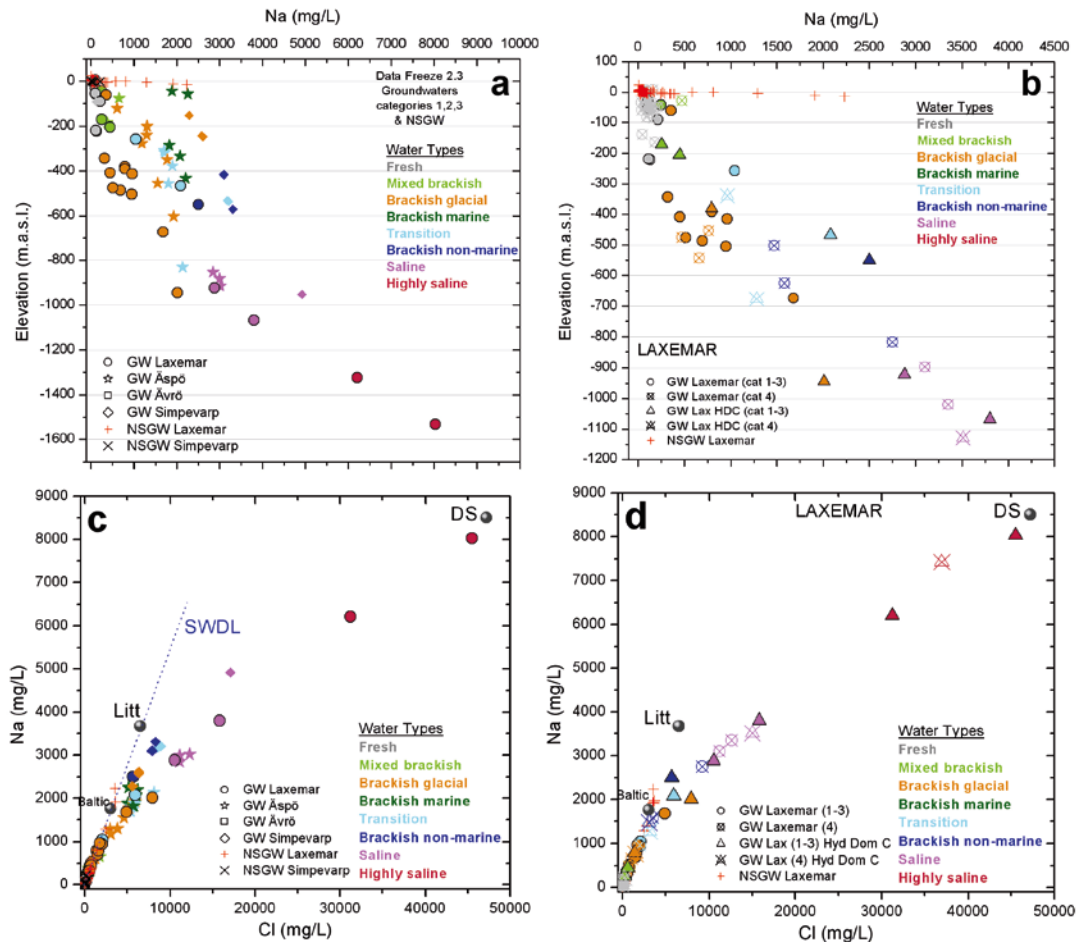 Na (mg/L)
0 1000 2000 3000 4000 5000 6000 7000 8000 9000 10000
0
-200
-400
-600
-800
-1000
-1200
-1400
-1600
Elevation (m.a.s.l.)
a
Data Freeze 2.3
Groundwaters
categories 1,2,3
& NSGW
Water Types
Fresh
Mixed brackish
Brackish glacial
Brackish marine
Transition
Brackish non-marine
Saline
Highly saline
GW Laxemar
GW Äspö
GW Ävrö
GW Simpevarp
NSGW Laxemar
NSGW Simpevarp
Na (mg/L)
0 500 1000 1500 2000 2500 3000 3500 4000 4500
100
0
-100
-200
-300
-400
-500
-600
-700
-800
-900
-1000
-1100
-1200
Elevation (m.a.s.l.)
b
Water Types
Fresh
Mixed brackish
Brackish glacial
Brackish marine
Transition
Brackish non-marine
Saline
Highly saline
LAXEMAR
GW Laxemar (cat 1-3)
GW Laxemar (cat 4)
GW Lax HDC (cat 1-3)
GW Lax HDC (cat 4)
NSGW Laxemar
9000
8000
7000
6000
5000
4000
3000
2000
1000
0
Na (mg/L)
c
DS
SWDL
Litt
Baltic
Water Types
Fresh
Mixed brackish
Brackish glacial
Brackish marine
Transition
Brackish non-marine
Saline
Highly saline
GW Laxemar
GW Äspö
GW Ävrö
GW Simpevarp
NSGW Laxemar
NSGW Simpevarp
0 10000 20000 30000 40000 50000
Cl (mg/L)
9000
8000
7000
6000
5000
4000
3000
2000
1000
0
Na (mg/L)
d
LAXEMAR
DS
Litt
Baltic
Water Types
Fresh
Mixed brackish
Brackish glacial
Brackish marine
Transition
Brackish non-marine
Saline
Highly saline
GW Laxemar (1-3)
GW Laxemar (4)
GW Lax (1-3) Hyd Dom C
GW Lax (4) Hyd Dom C
NSGW Laxemar
0 10000 20000 30000 40000 50000
Cl (mg/L)